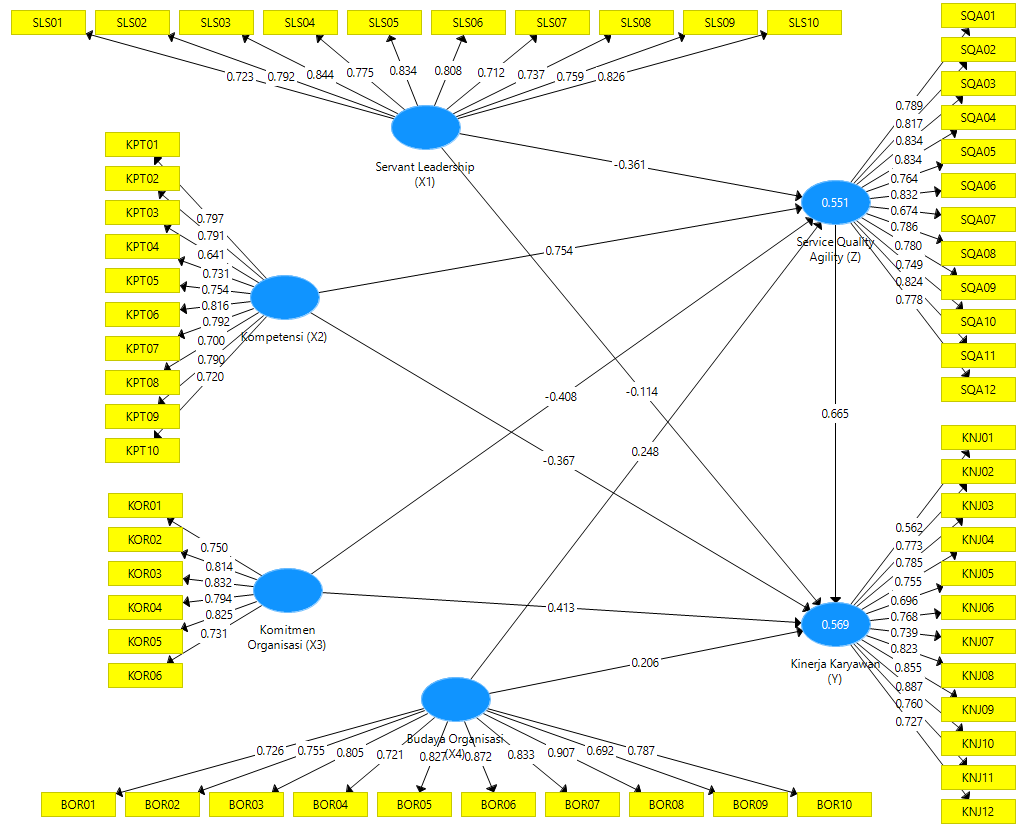 SLS01 SLS02 SLS03 SLS04 SLS05 SLS06 SLS07 SLS08 SLS09 SLS10
0.723 0.792 0.844 0.775 0.834 0.808 0.712 0.737 0.759 0.826
Servant Leadership
(X1)
KPT01
KPT02
KPT03
KPT04
KPT05
KPT06
KPT07
KPT08
KPT09
KPT10
0.797
0.791
0.641
0.731
0.754
0.816
0.792
0.700
0.790
0.720
Kompetensi (X2)
KOR01
KOR02
KOR03
KOR04
KOR05
KOR06
0.750
0.814
0.832
0.794
0.825
0.731
Komitmen
Organisasi (X3)
-0.361
0.754
-0.408
-0.114
-0.367
0.248
0.665
0.413
0.206
0.551
Service Quality
Agility (Z)
0.789
0.817
0.834
0.834
0.764
0.832
0.674
0.786
0.780
0.749
0.824
0.778
SQA01
SQA02
SQA03
SQA04
SQA05
SQA06
SQA07
SQA08
SQA09
SQA10
SQA11
SQA12
0.569
Kinerja Karyawan
(Y)
0.562
0.773
0.785
0.755
0.696
0.768
0.739
0.823
0.855
0.887
0.760
0.727
KNJ01
KNJ02
KNJ03
KNJ04
KNJ05
KNJ06
KNJ07
KNJ08
KNJ09
KNJ10
KNJ11
KNJ12
Budaya Organisasi
(X4)
0.726 0.755 0.805 0.721 0.827 0.872 0.833 0.907 0.692 0.787
BOR01 BOR02 BOR03 BOR04 BOR05 BOR06 BOR07 BOR08 BOR09 BOR10